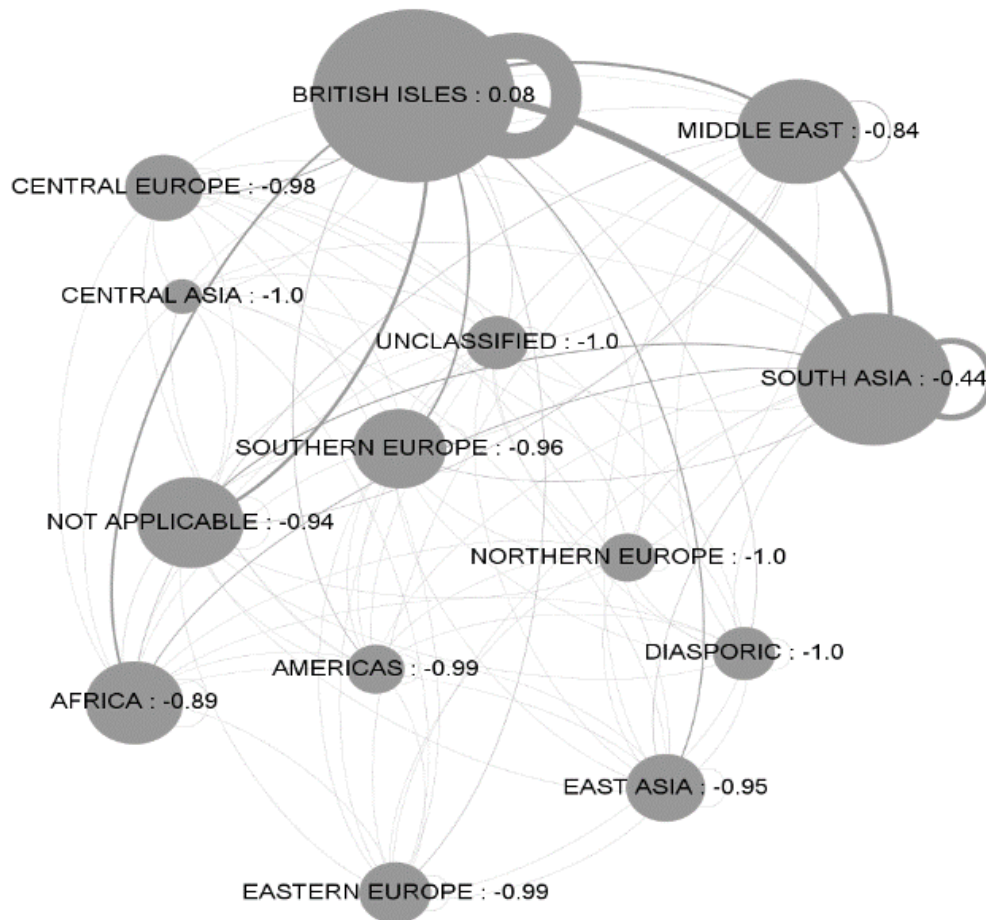 BRITISH ISLES : 0.08
MIDDLE EAST : -0.84
CENTRAL EUROPE : -0.98
CENTRAL ASIA : -1.0
UNCLASSIFIED : -1.0
SOUTH ASIA : -0.44
SOUTHERN EUROPE : -0.96
NOT APPLICABLE : -0.94
NORTHERN EUROPE : -1.0
DIASPORIC : -1.0
AMERICAS : -0.99
AFRICA : -0.89
EAST ASIA : -0.95
EASTERN EUROPE : -0.99